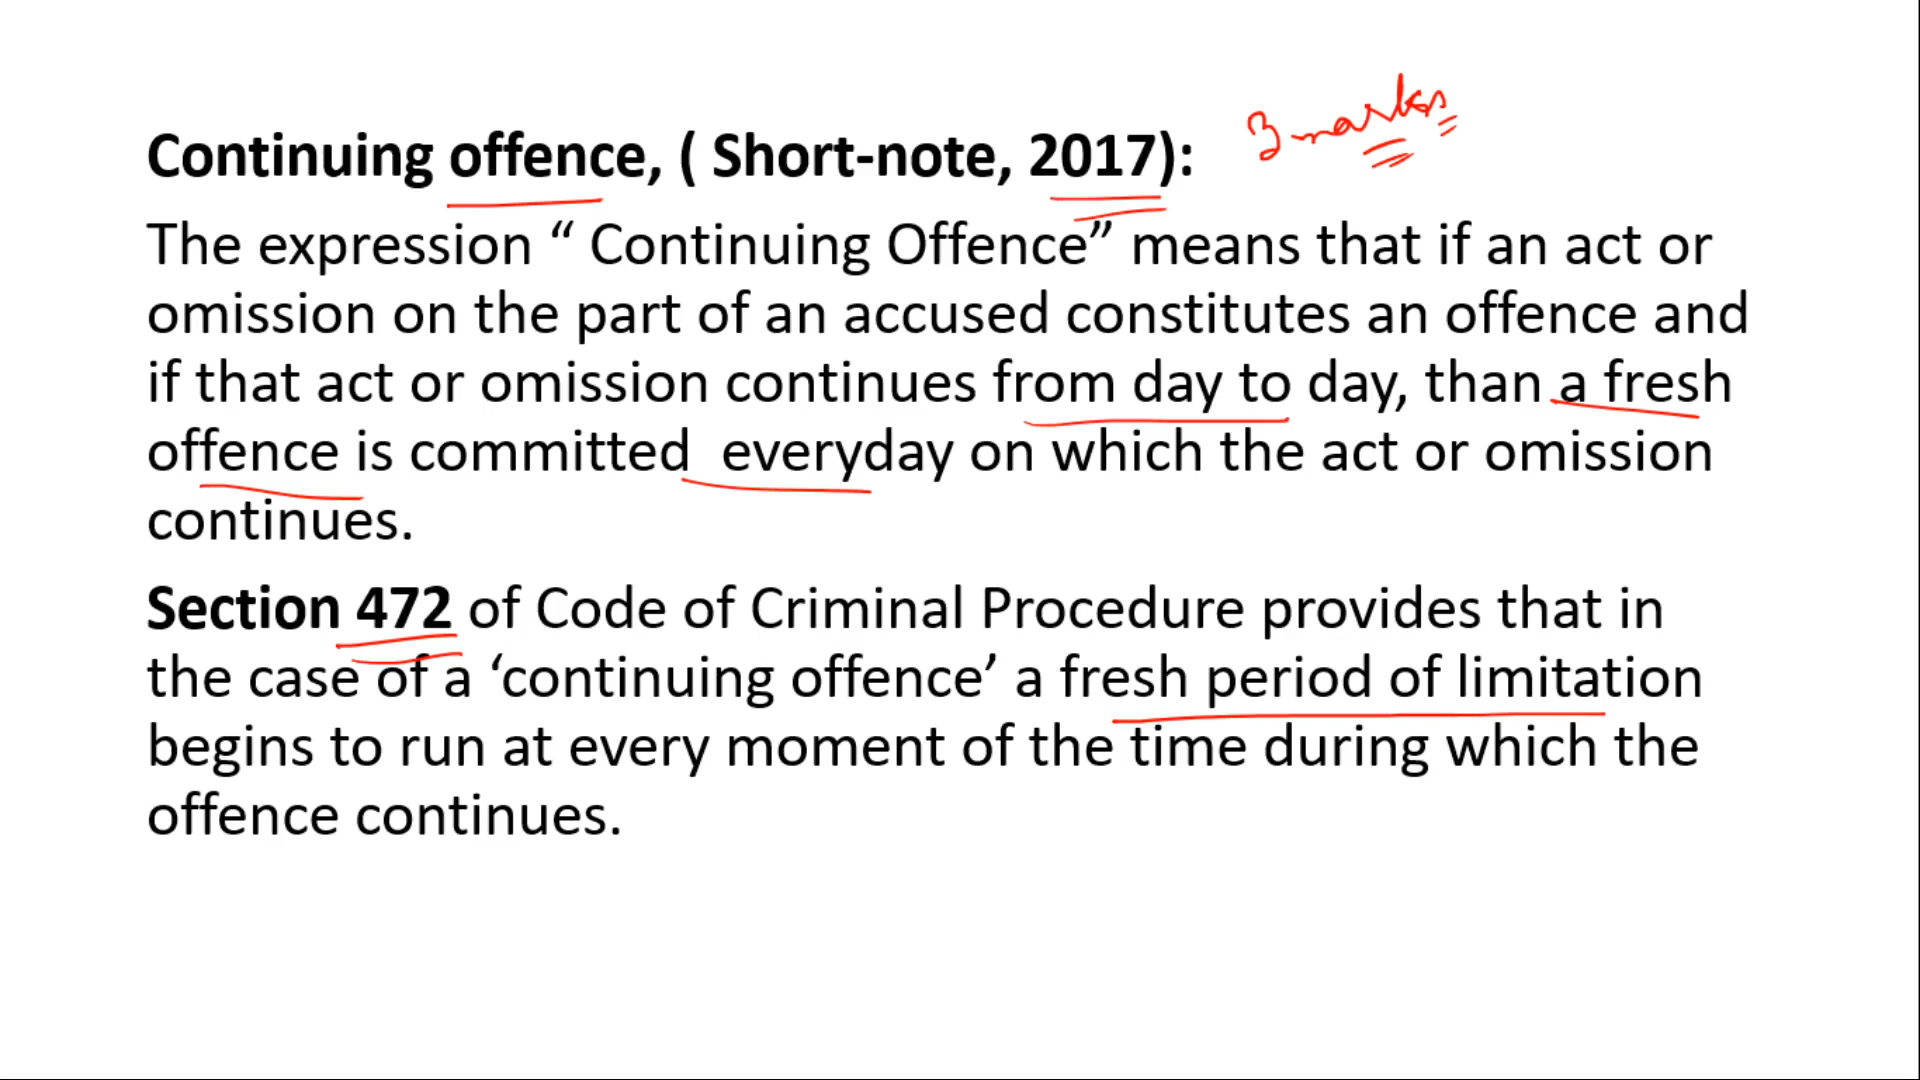 3 marks
Continuing offence, ( Short-note, 2017):
The expression “ Continuing Offence” means that if an act or
omission on the part of an accused constitutes an offence and
if that act or omission continues from day to day, than a fresh
offence is committed  everyday on which the act or omission
continues.
Section 472 of Code of Criminal Procedure provides that in
the case of a ‘continuing offence’ a fresh period of limitation
begins to run at every moment of the time during which the
offence continues.